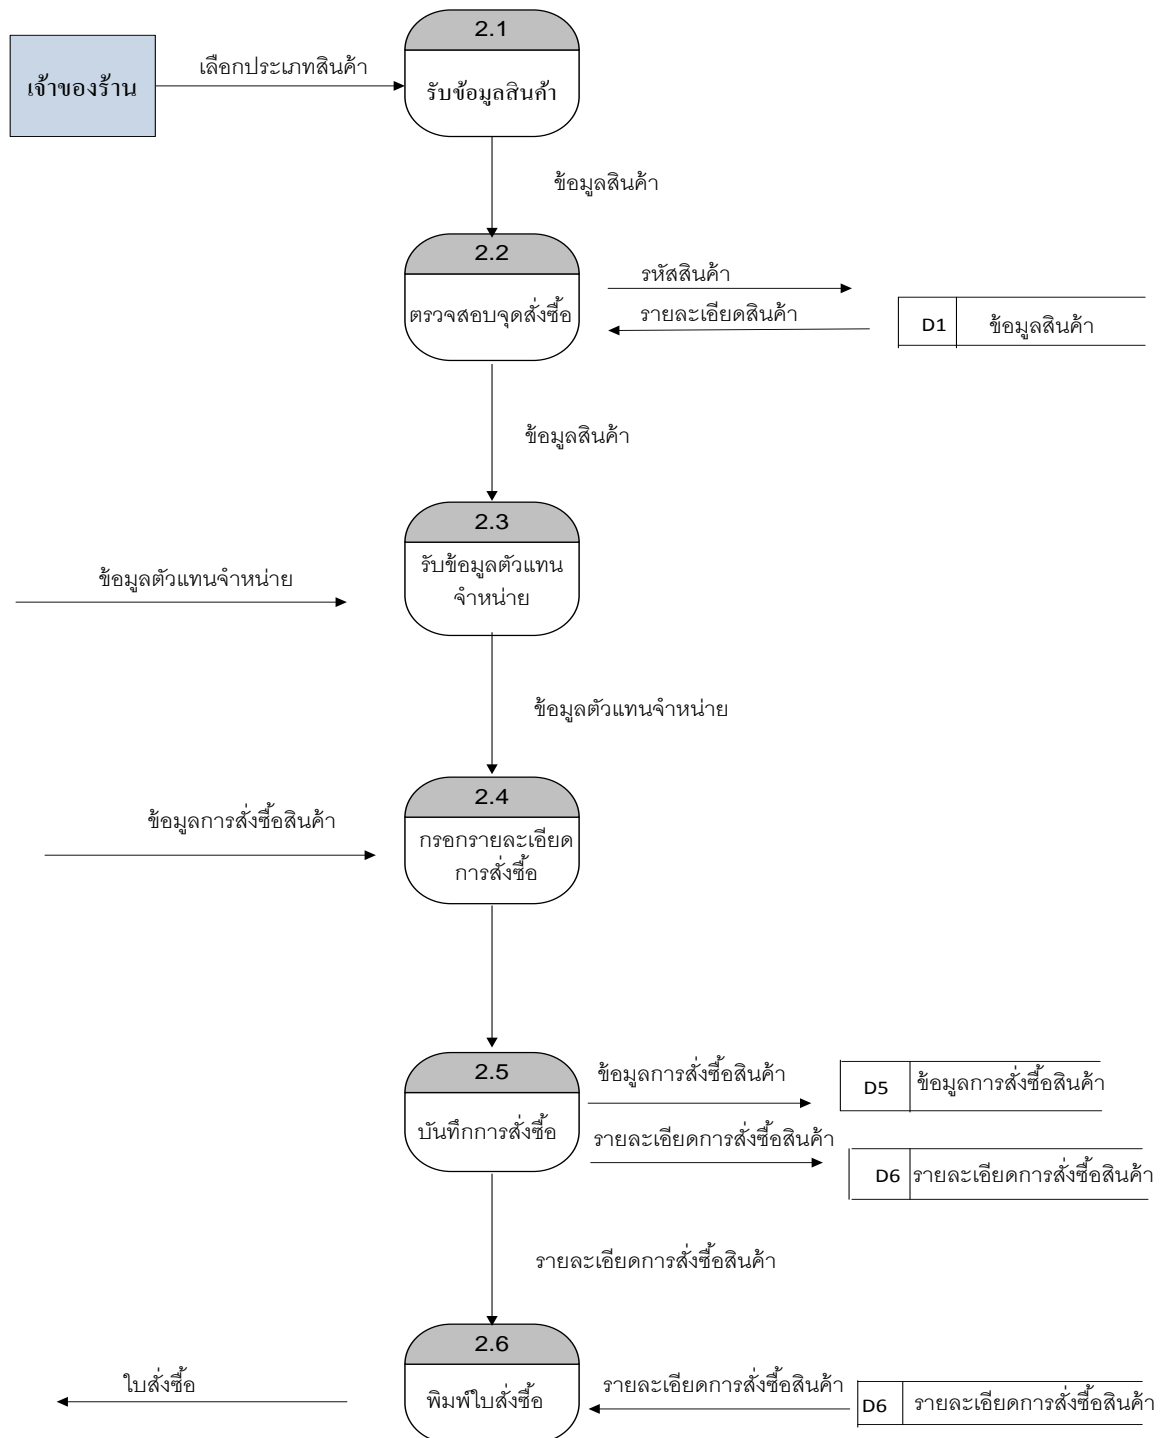 2.1
เจ้าของร้าน
เลือกประเภทสินค้า
รับข้อมูลสินค้า
ข้อมูลสินค้า
2.2
ตรวจสอบจุดสั่งซื้อ
รหัสสินค้า
รายละเอียดสินค้า
D1
ข้อมูลสินค้า
ข้อมูลสินค้า
2.3
รับข้อมูลตัวแทน
จำหน่าย
ข้อมูลตัวแทนจำหน่าย
ข้อมูลตัวแทนจำหน่าย
2.4
ข้อมูลการสั่งซื้อสินค้า
กรอกรายละเอียด
การสั่งซื้อ
2.5
บันทึกการสั่งซื้อ
ข้อมูลการสั่งซื้อสินค้า
D5
ข้อมูลการสั่งซื้อสินค้า
รายละเอียดการสั่งซื้อสินค้า
D6
รายละเอียดการสั่งซื้อสินค้า
รายละเอียดการสั่งซื้อสินค้า
2.6
ใบสั่งซื้อ
พิมพ์ใบสั่งซื้อ
รายละเอียดการสั่งซื้อสินค้า
D6
รายละเอียดการสั่งซื้อสินค้า